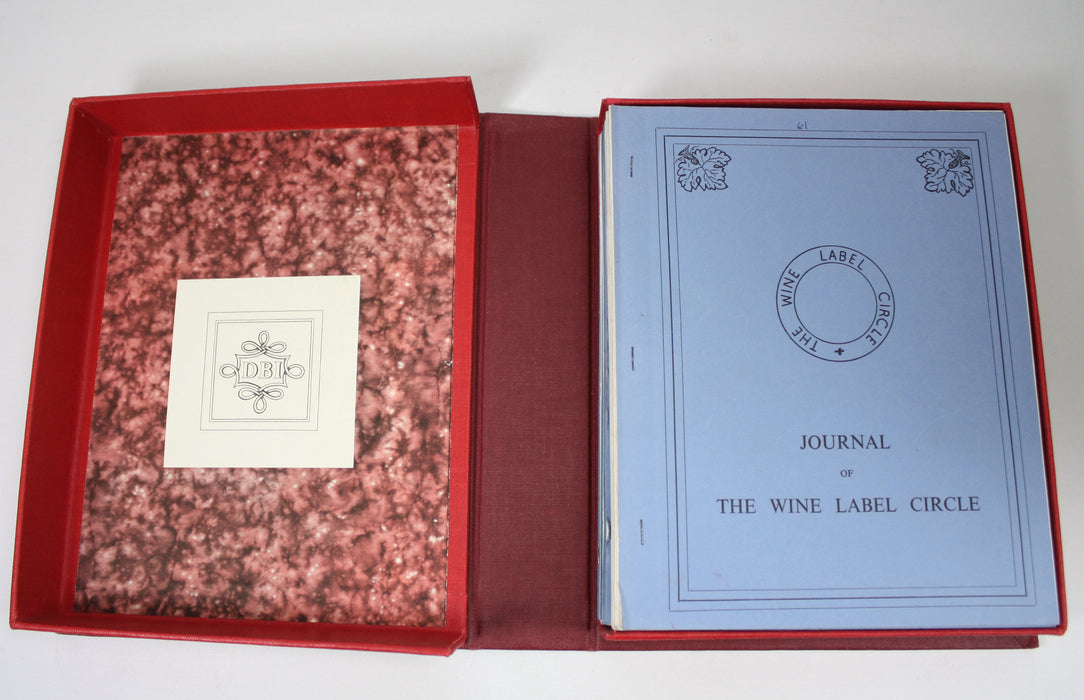 DBI
61
THE WINE LABEL CIRCLE
JOURNAL
OF
THE WINE LABEL CIRCLE